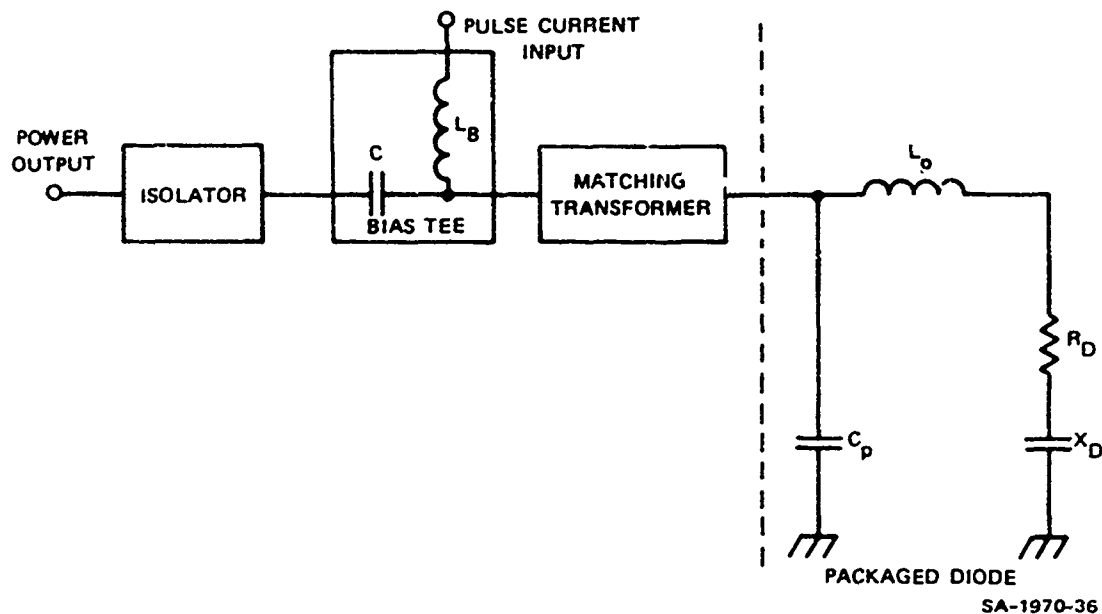 PULSE CURRENT
INPUT
POWER
OUTPUT
ISOLATOR
C
L_B
BIAS TEE
MATCHING
TRANSFORMER
L_o
R_D
C_p
X_D
PACKAGED DIODE
SA-1970-36